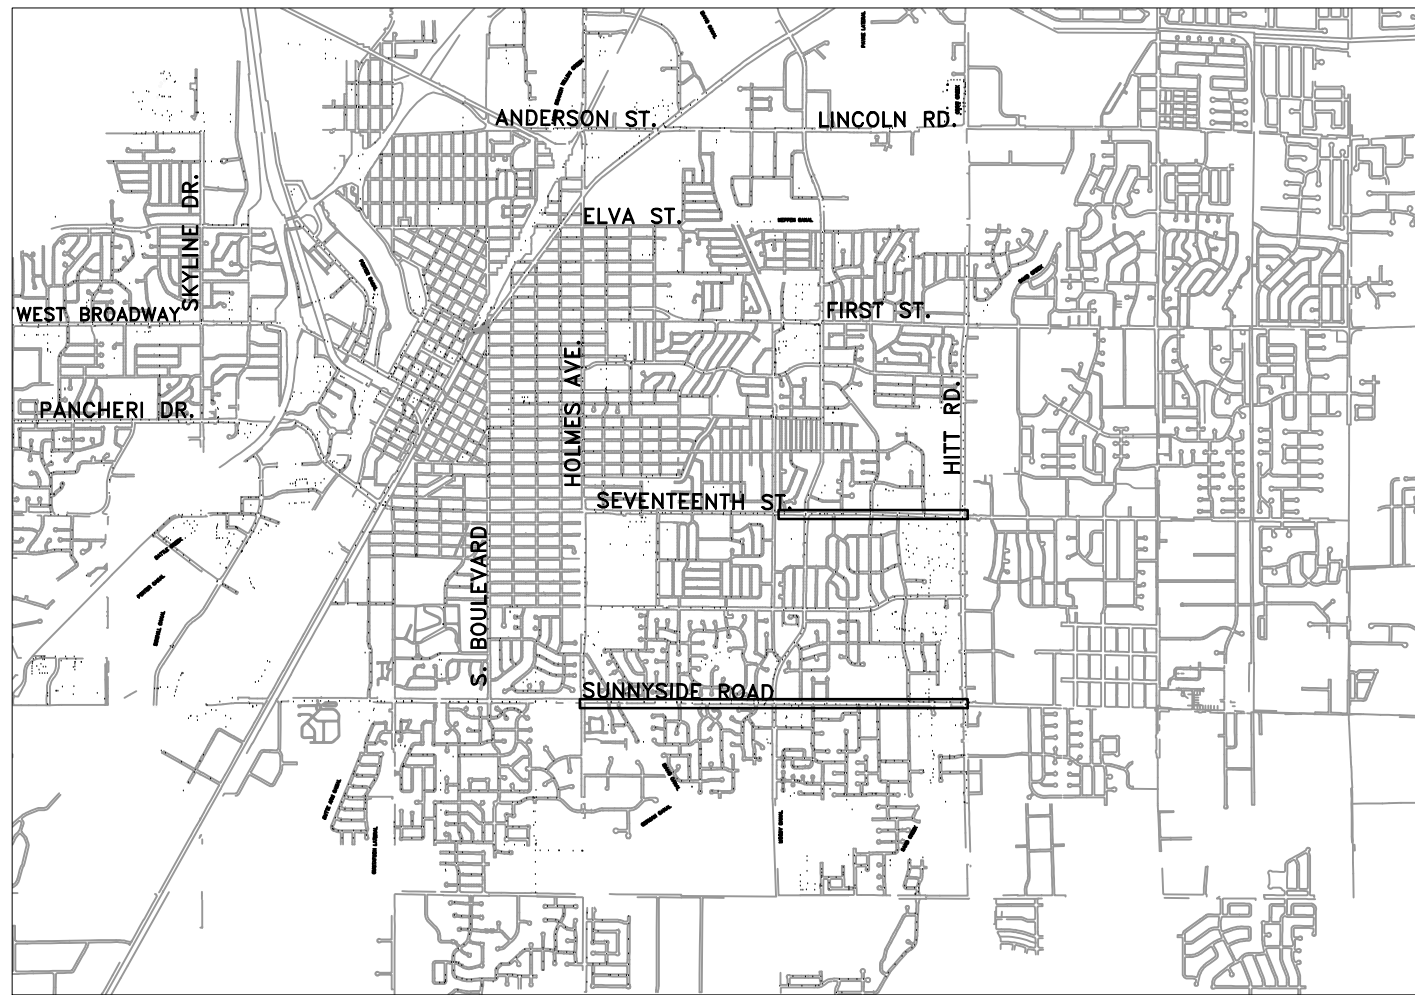 ANDERSON ST.
LINCOLN RD.
SKYLINE DR.
ELVA ST.
WEST BROADWAY
FIRST ST.
HOLMES AVE.
PANCHERI DR.
HITT RD.
SEVENTEENTH ST.
S. BOULEVARD
SUNNYSIDE ROAD